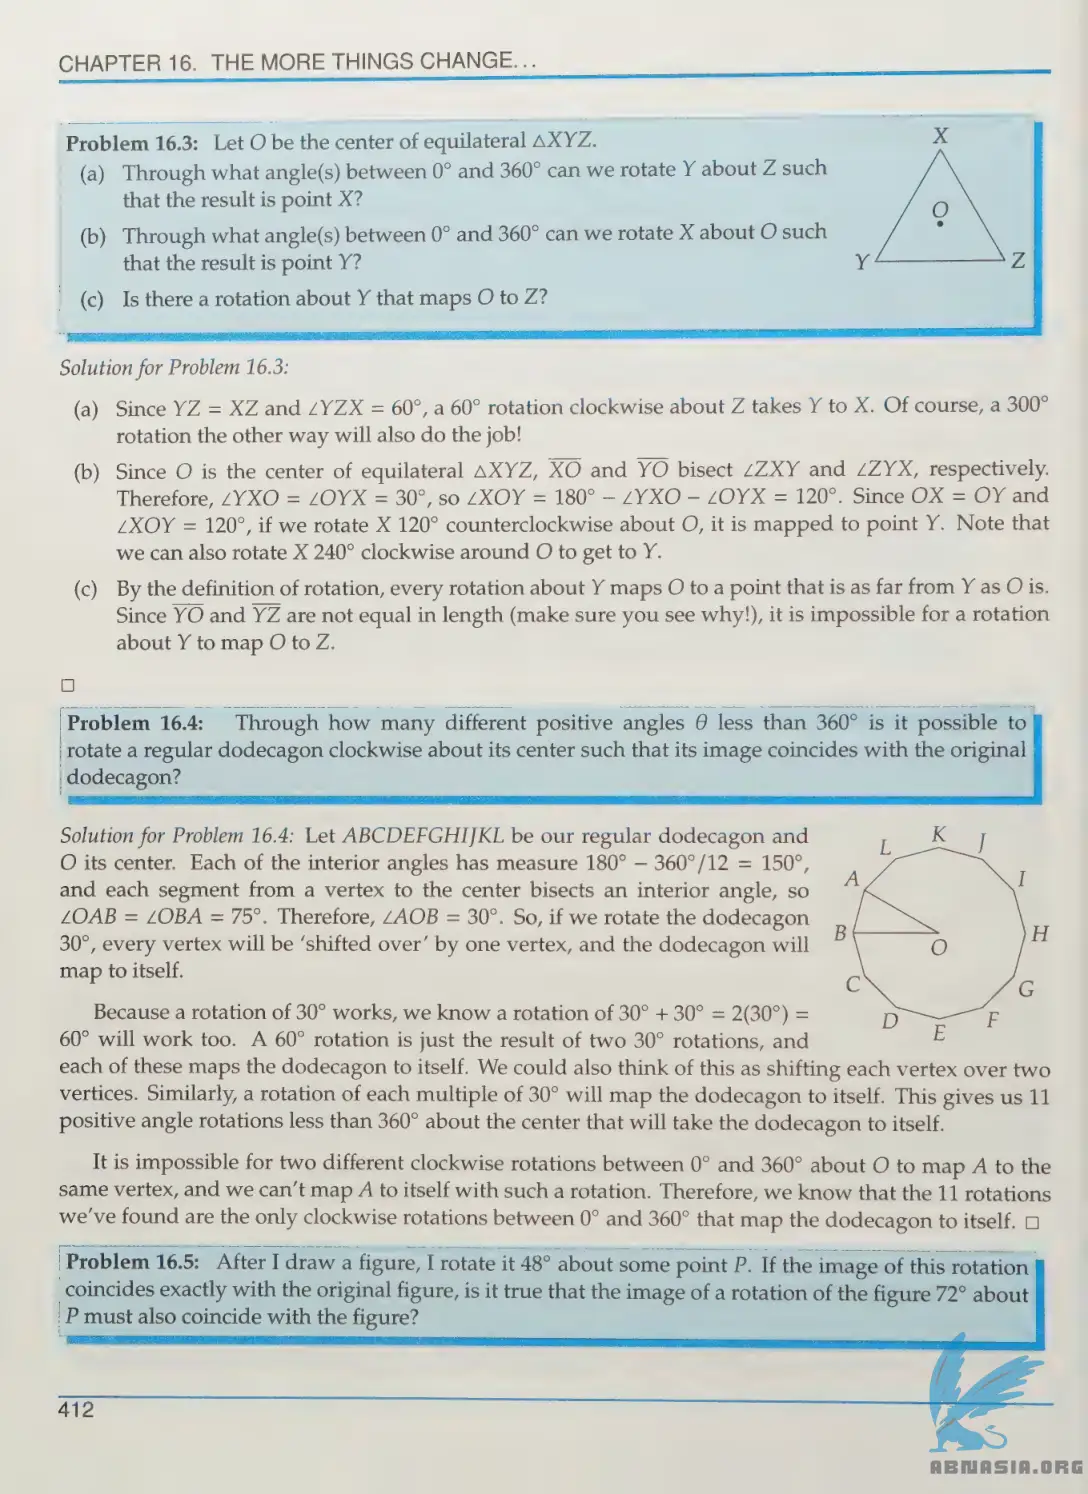 CHAPTER 16. THE MORE THINGS CHANGE...
Problem 16.3: Let O be the center of equilateral △XYZ.
(a) Through what angle(s) between 0° and 360° can we rotate Y about Z such
that the result is point X?
(b) Through what angle(s) between 0° and 360° can we rotate X about O such
that the result is point Y?
(c) Is there a rotation about Y that maps O to Z?
X
O
Y
Z
Solution for Problem 16.3:
(a) Since YZ = XZ and ∠YZX = 60°, a 60° rotation clockwise about Z takes Y to X. Of course, a 300°
rotation the other way will also do the job!
(b) Since O is the center of equilateral △XYZ, X̅O̅ and Y̅O̅ bisect ∠ZXY and ∠ZYX, respectively.
Therefore, ∠YXO = ∠OYX = 30°, so ∠XOY = 180° − ∠YXO − ∠OYX = 120°. Since OX = OY and
∠XOY = 120°, if we rotate X 120° counterclockwise about O, it is mapped to point Y. Note that
we can also rotate X 240° clockwise around O to get to Y.
(c) By the definition of rotation, every rotation about Y maps O to a point that is as far from Y as O is.
Since Y̅O̅ and Y̅Z̅ are not equal in length (make sure you see why!), it is impossible for a rotation
about Y to map O to Z.
□
Problem 16.4: Through how many different positive angles θ less than 360° is it possible to
rotate a regular dodecagon clockwise about its center such that its image coincides with the original
dodecagon?
Solution for Problem 16.4: Let ABCDEFGHIJKL be our regular dodecagon and
O its center. Each of the interior angles has measure 180° − 360°/12 = 150°,
and each segment from a vertex to the center bisects an interior angle, so
∠OAB = ∠OBA = 75°. Therefore, ∠AOB = 30°. So, if we rotate the dodecagon
30°, every vertex will be 'shifted over' by one vertex, and the dodecagon will
map to itself.
K
L
J
A
I
B
O
H
C
G
D
E
F
Because a rotation of 30° works, we know a rotation of 30° + 30° = 2(30°) =
60° will work too. A 60° rotation is just the result of two 30° rotations, and
each of these maps the dodecagon to itself. We could also think of this as shifting each vertex over two
vertices. Similarly, a rotation of each multiple of 30° will map the dodecagon to itself. This gives us 11
positive angle rotations less than 360° about the center that will take the dodecagon to itself.
It is impossible for two different clockwise rotations between 0° and 360° about O to map A to the
same vertex, and we can't map A to itself with such a rotation. Therefore, we know that the 11 rotations
we've found are the only clockwise rotations between 0° and 360° that map the dodecagon to itself. □
Problem 16.5: After I draw a figure, I rotate it 48° about some point P. If the image of this rotation
coincides exactly with the original figure, is it true that the image of a rotation of the figure 72° about
P must also coincide with the figure?
412
ABNASIA.ORG